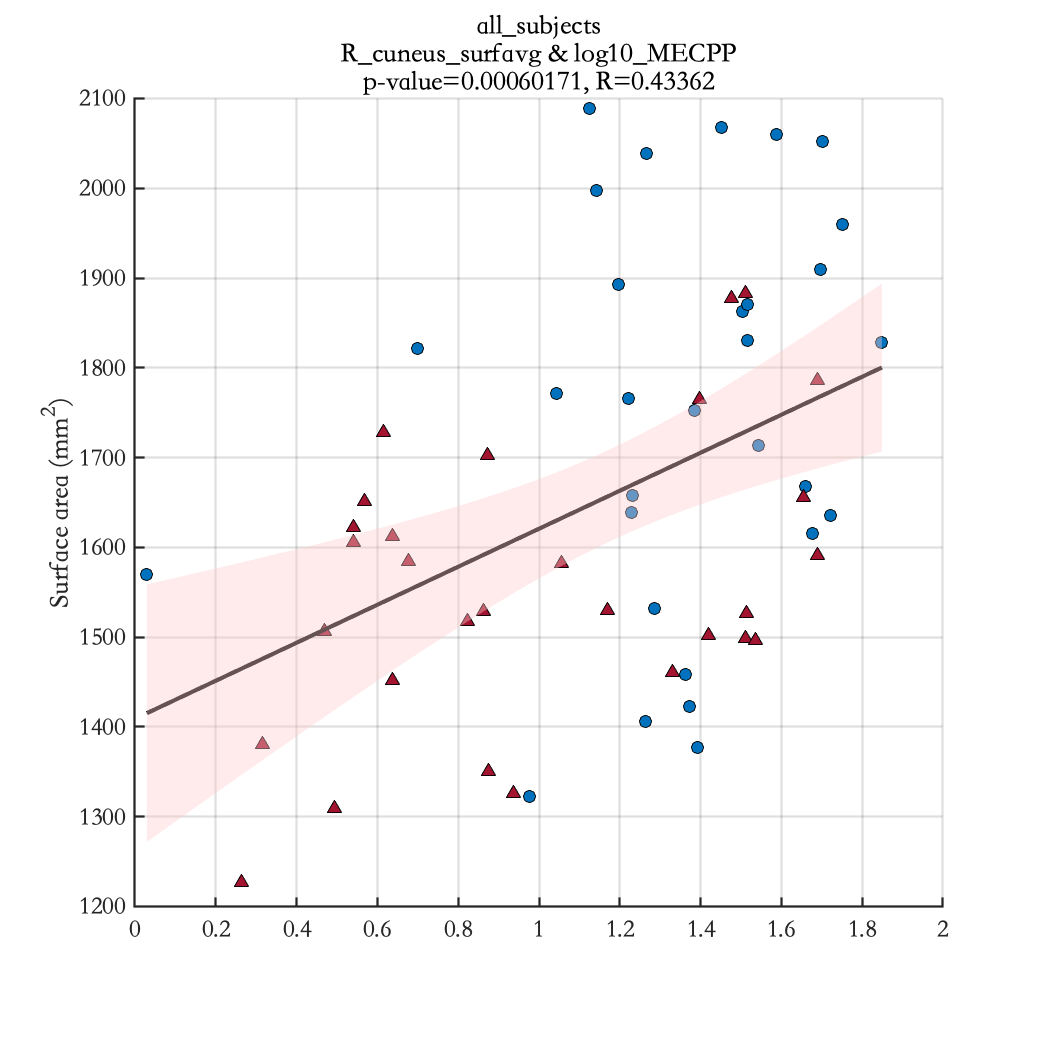 all_subjects
R_cuneus_surfavg & log10_MECPP
p-value=0.00060171, R=0.43362
2100
2000
1900
1800
1700
1600
1500
1400
1300
1200
Surface area (mm²)
0 0.2 0.4 0.6 0.8 1 1.2 1.4 1.6 1.8 2